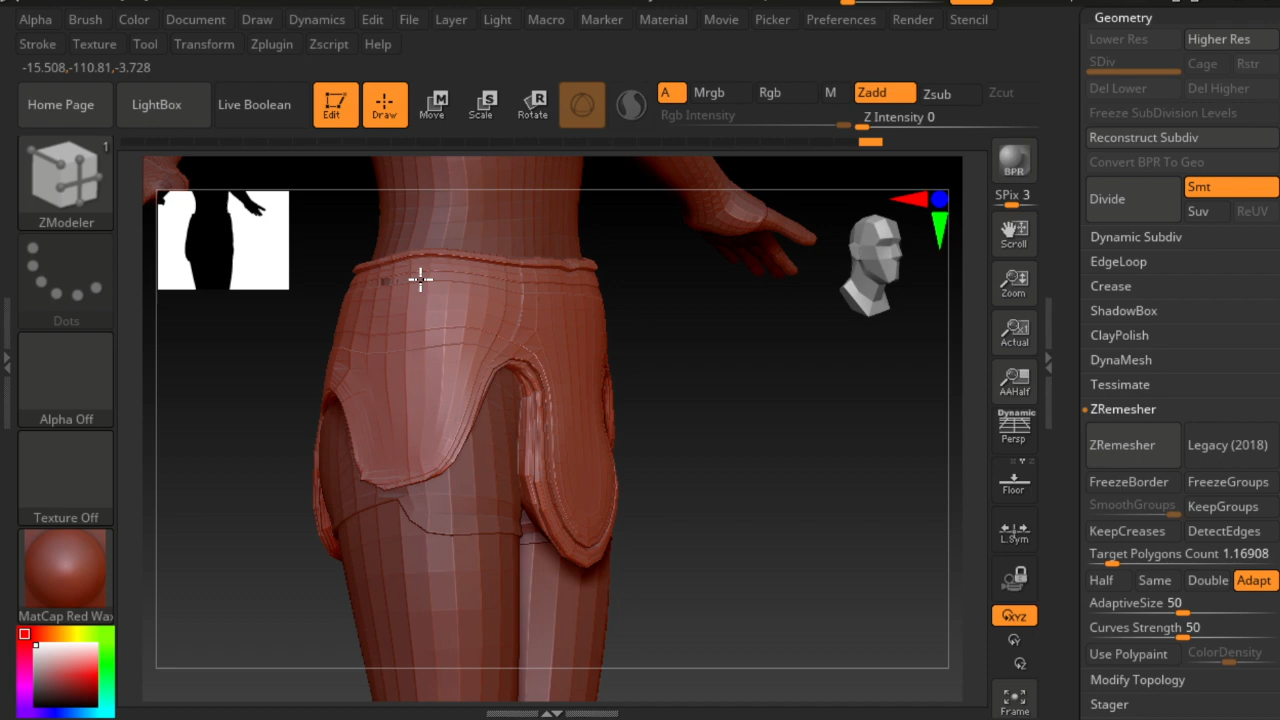 Alpha Brush Color Document Draw Dynamics Edit File Layer Light Macro Marker Material Movie Picker Preferences Render Stencil
Stroke Texture Tool Transform Zplugin Zscript Help
-15.508,-110.81,-3.728
Home Page LightBox Live Boolean Edit Draw Move Scale Rotate
M S R
A Mrgb Rgb M Zadd Zsub Zcut
Rgb Intensity Z Intensity 0
1
ZModeler
Dots
Alpha Off
Texture Off
MatCap Red Wax
BPR
SPix 3
Scroll
Zoom
Actual
AAHalf
Dynamic
Persp
Floor
L.Sym
XYZ
Y
Z
Frame
Geometry
Lower Res Higher Res
SDiv Cage Rstr
Del Lower Del Higher
Freeze SubDivision Levels
Reconstruct Subdiv
Convert BPR To Geo
Divide Smt
Suv ReUV
Dynamic Subdiv
EdgeLoop
Crease
ShadowBox
ClayPolish
DynaMesh
Tessimate
ZRemesher
ZRemesher Legacy (2018)
FreezeBorder FreezeGroups
SmoothGroups KeepGroups
KeepCreases DetectEdges
Target Polygons Count 1.16908
Half Same Double Adapt
AdaptiveSize 50
Curves Strength 50
Use Polypaint ColorDensity
Modify Topology
Stager